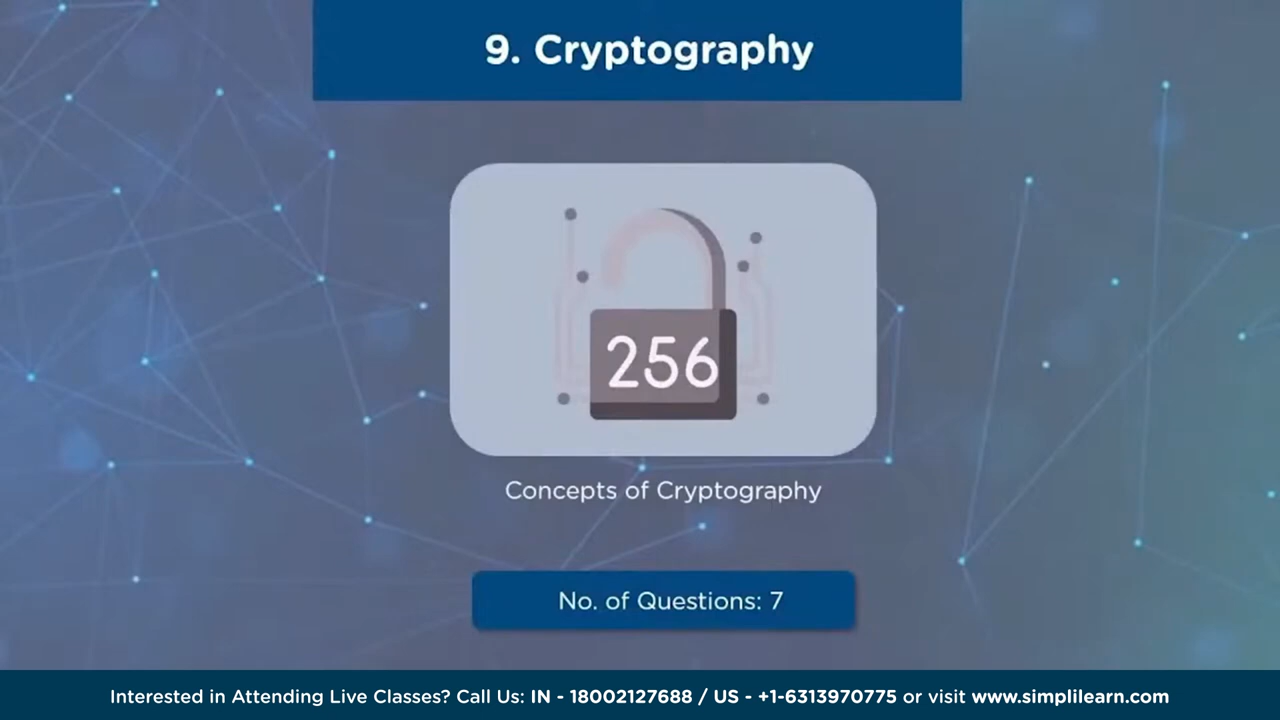 9. Cryptography
256
Concepts of Cryptography
No. of Questions: 7
Interested in Attending Live Classes? Call Us: IN - 18002127688 / US - +1-6313970775 or visit www.simplilearn.com